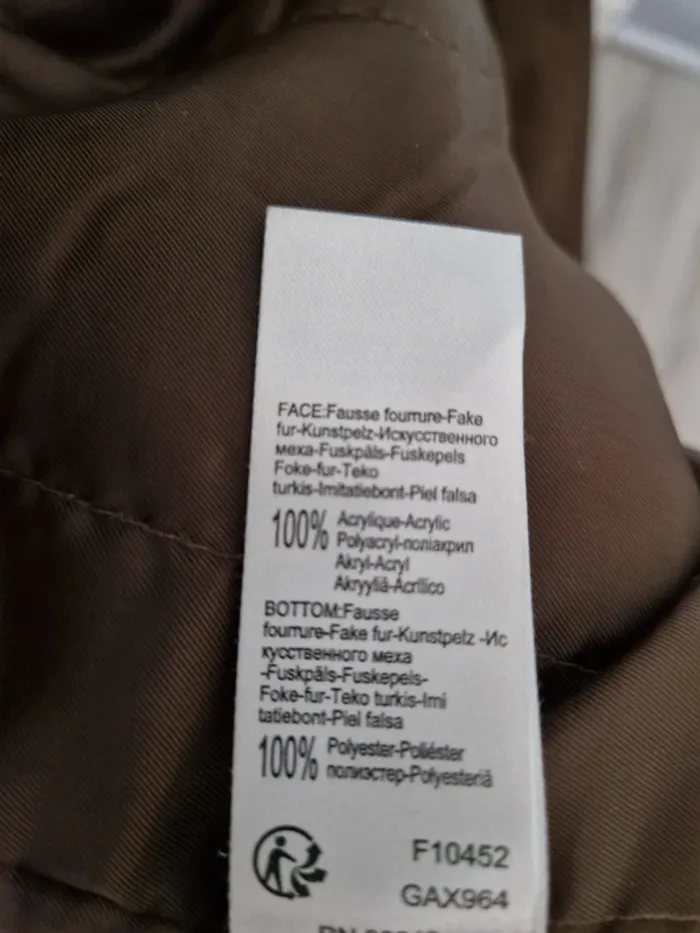 FACE:Fausse fourrure-Fake
fur-Kunstpelz-Искусственного
меха-Fuskpäls-Fuskepels
Foke-fur-Teko
turkis-Imitatiebont-Piel falsa
100% Acrylique-Acrylic
Polyacryl-поліакрил
Akryl-Acryl
Akryyliä-Acrílico
BOTTOM:Fausse
fourrure-Fake fur-Kunstpelz -Ис
кусственного меха
-Fuskpäls-Fuskepels-
Foke-fur-Teko turkis-Imi
tatiebont-Piel falsa
100% Polyester-Poliéster
полиэстер-Polyesteriä
F10452
GAX964